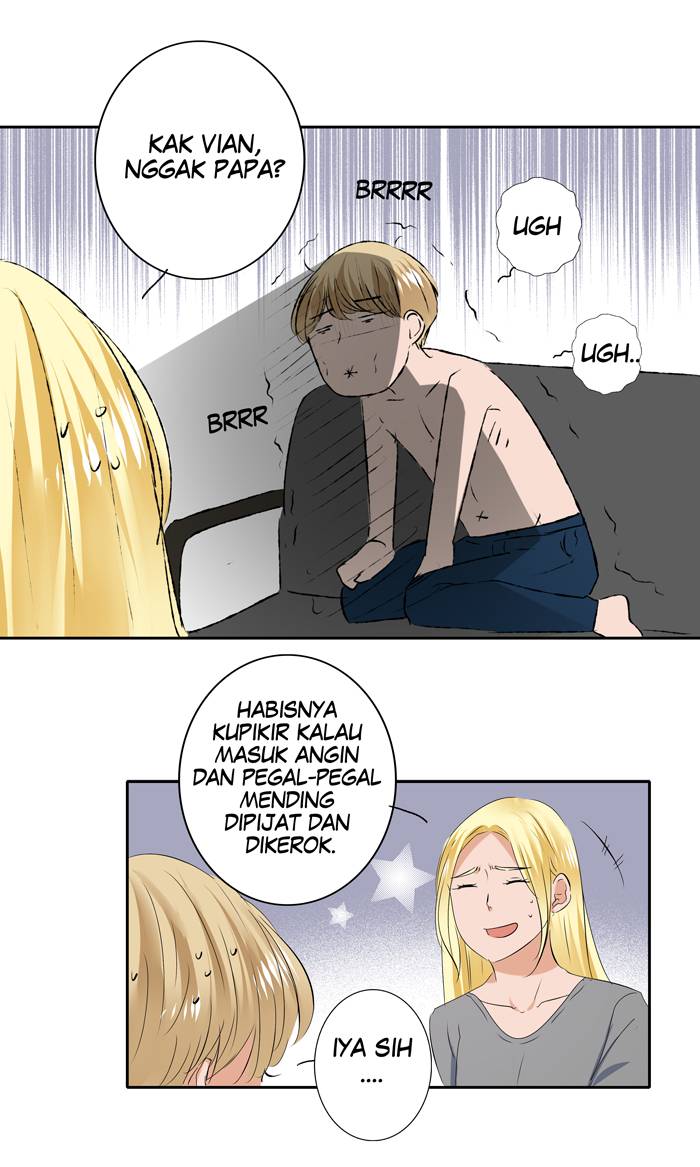 KAK VIAN,
NGGAK PAPA?
BRRRR
UGH
UGH..
BRRR
HABISNYA
KUPIKIR KALAU
MASUK ANGIN
DAN PEGAL-PEGAL
MENDING
DIPIJAT DAN
DIKEROK.
IYA SIH
....